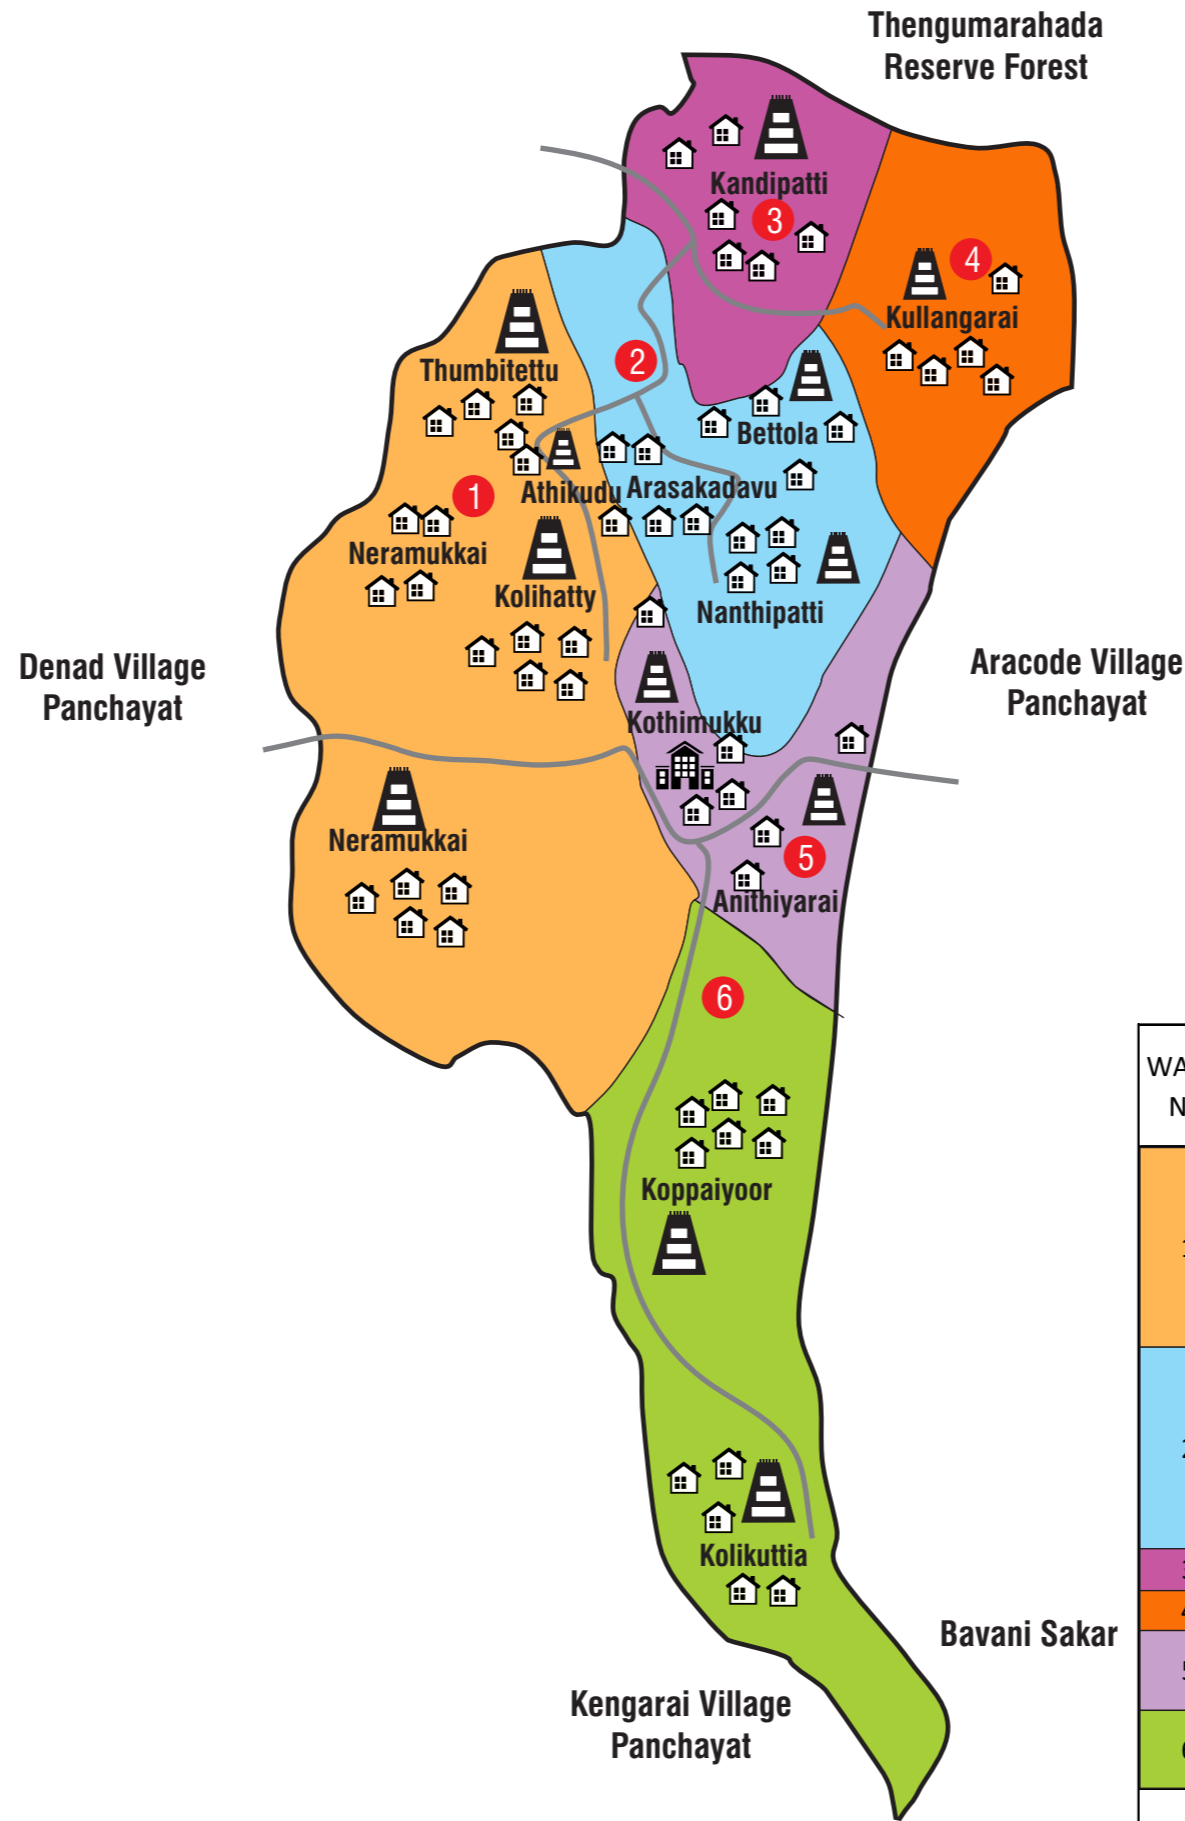 Thengumarahada
Reserve Forest
Kandipatti
3
4
Kullangarai
Thumbitettu
2
Bettola
1
Athikudu
Arasakadavu
Neramukkai
Kolihatty
Nanthipatti
Denad Village
Panchayat
Aracode Village
Panchayat
Kothimukku
Neramukkai
5
Anithiyarai
6
Koppaiyoor
Kolikuttia
Bavani Sakar
Kengarai Village
Panchayat
WA
N